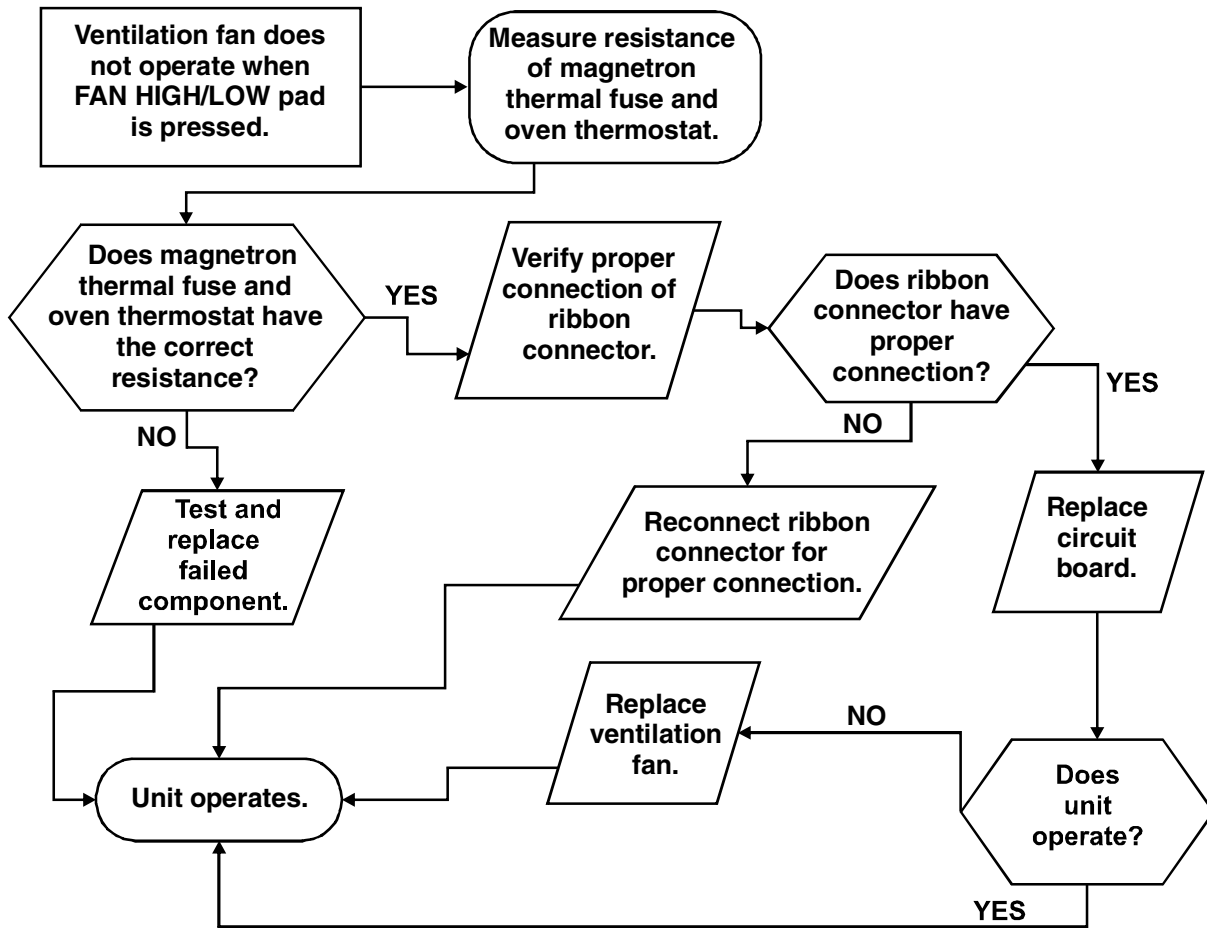 Ventilation fan does
not operate when
FAN HIGH/LOW pad
is pressed.
Measure resistance
of magnetron
thermal fuse and
oven thermostat.
Does magnetron
thermal fuse and
oven thermostat have
the correct
resistance?
YES
Verify proper
connection of
ribbon
connector.
Does ribbon
connector have
proper
connection?
YES
NO
NO
Test and
replace
failed
component.
Reconnect ribbon
connector for
proper connection.
Replace
circuit
board.
Replace
ventilation
fan.
NO
Does
unit
operate?
Unit operates.
YES